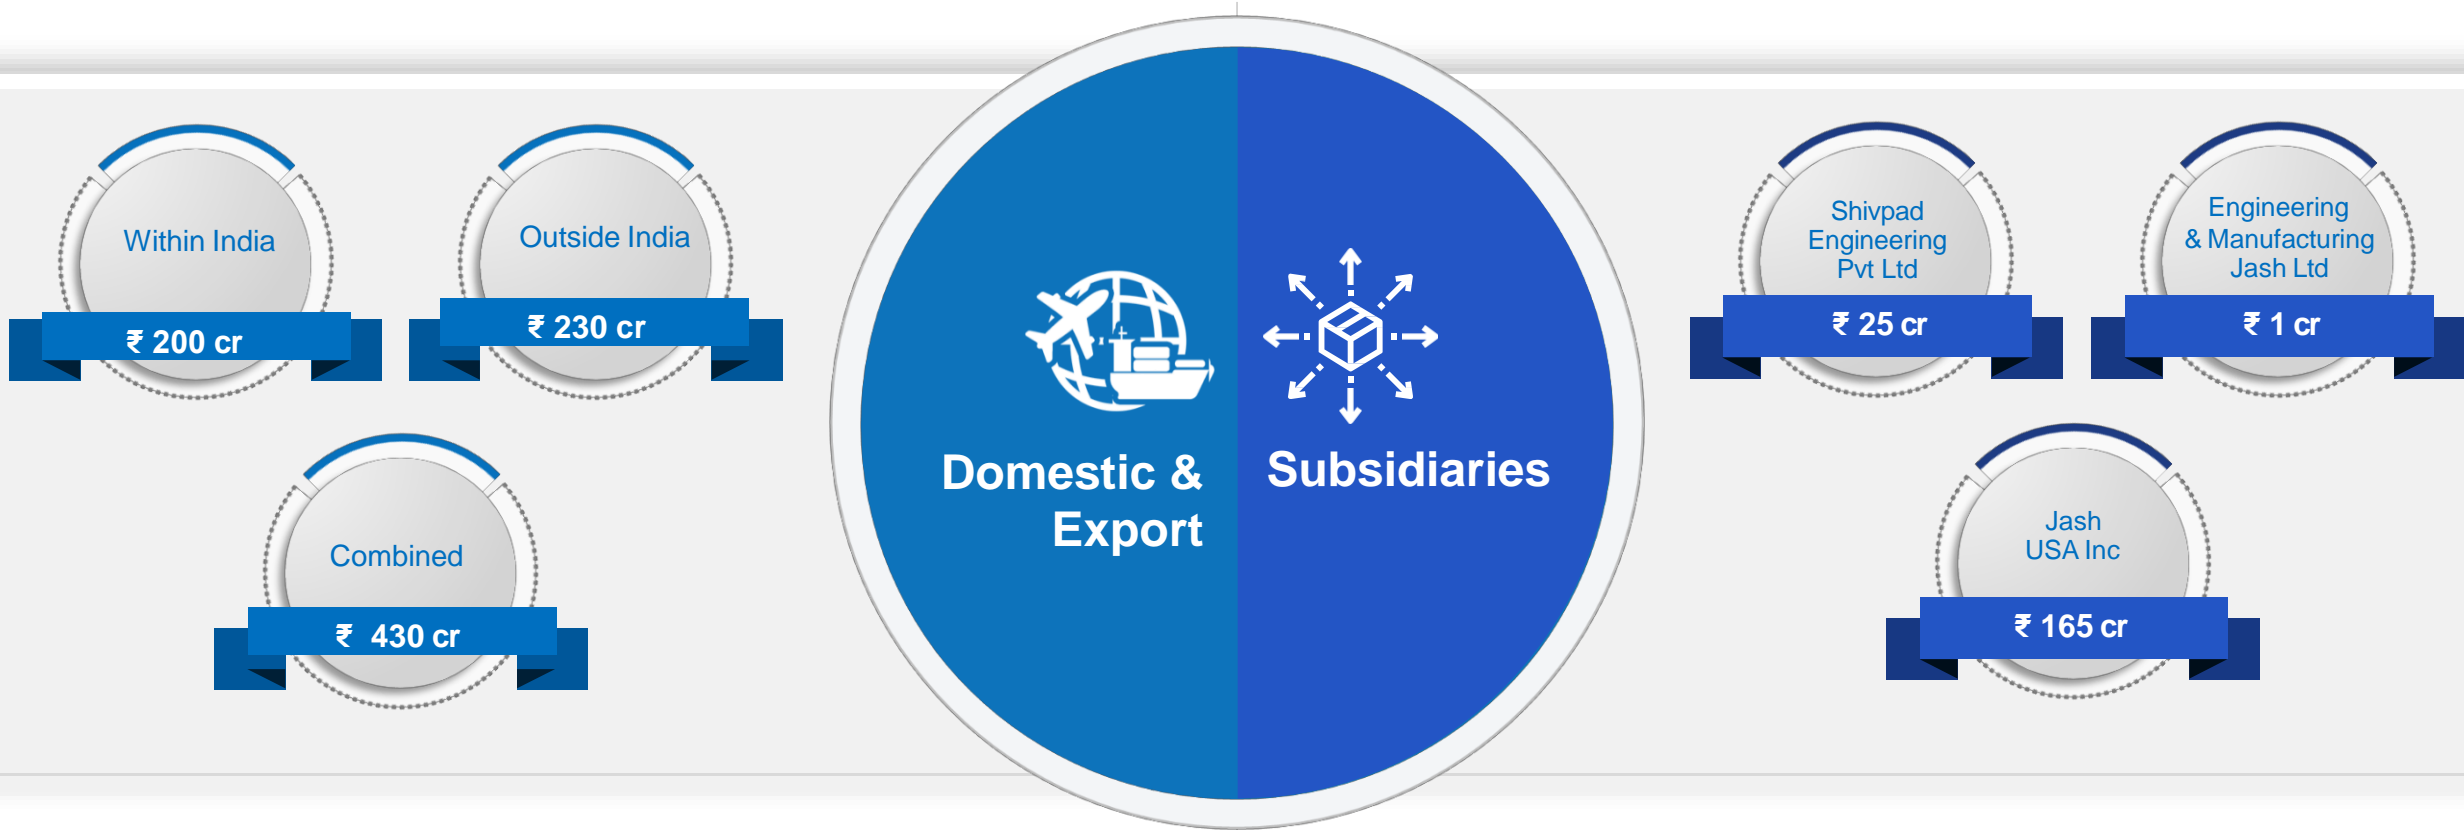 Within India
₹ 200 cr
Outside India
₹ 230 cr
Combined
₹ 430 cr
Domestic &
Export
Subsidiaries
Shivpad
Engineering
Pvt Ltd
₹ 25 cr
Engineering
& Manufacturing
Jash Ltd
₹ 1 cr
Jash
USA Inc
₹ 165 cr